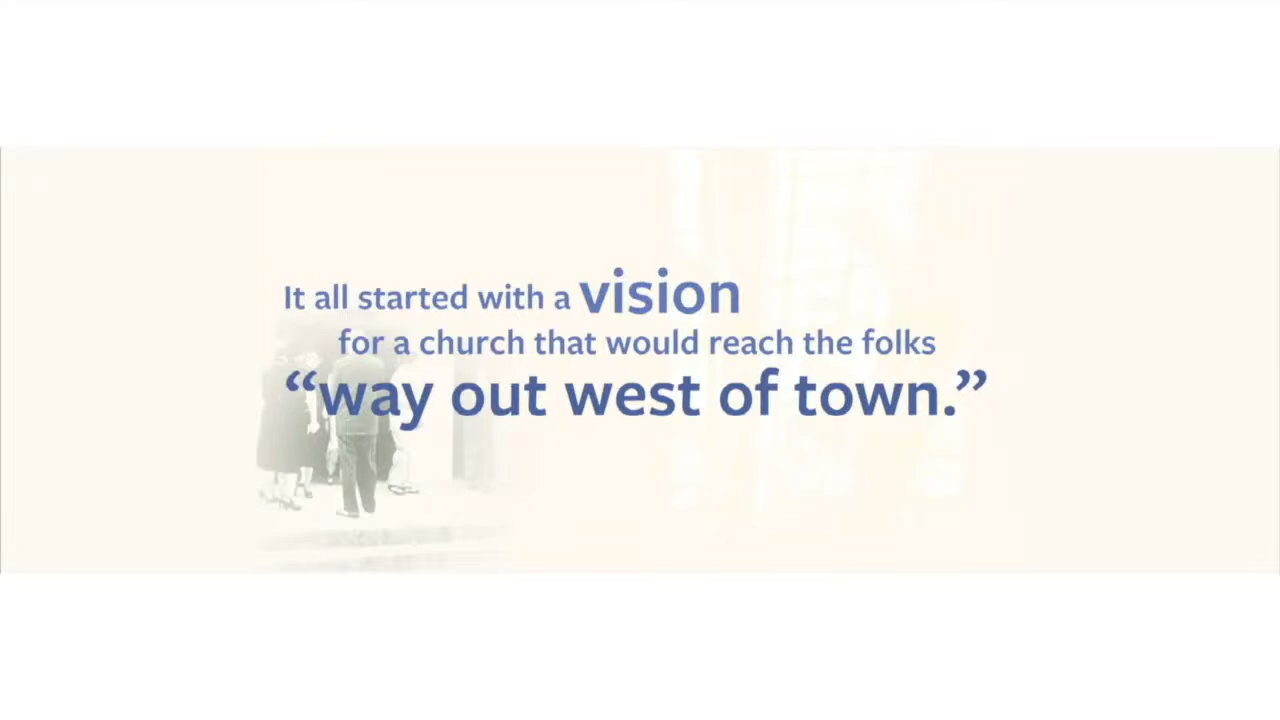 It all started with a vision
for a church that would reach the folks
“way out west of town.”